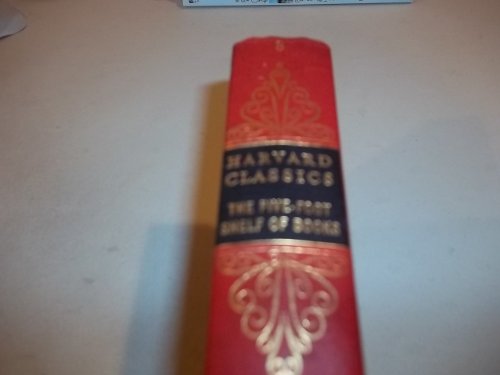 HARVARD
CLASSICS
THE FIVE-FOOT
SHELF OF BOOKS